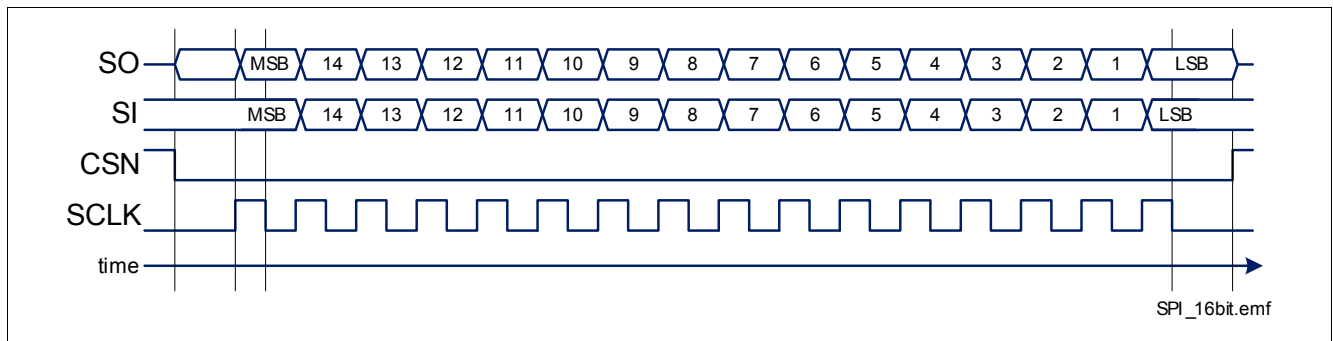 SO MSB 14 13 12 11 10 9 8 7 6 5 4 3 2 1 LSB
SI MSB 14 13 12 11 10 9 8 7 6 5 4 3 2 1 LSB
CSN
SCLK
time
SPI_16bit.emf